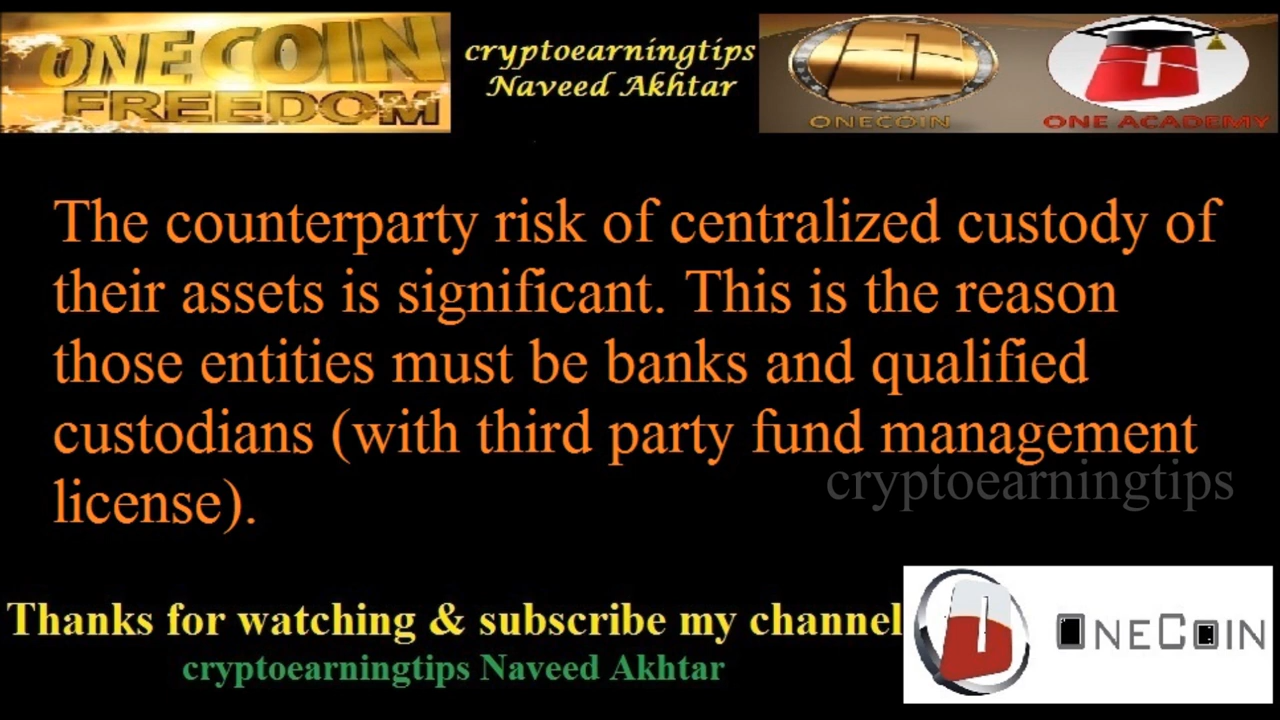 ONE COIN
FREEDOM
cryptoearningtips
Naveed Akhtar
ONECOIN
ONE ACADEMY
The counterparty risk of centralized custody of
their assets is significant. This is the reason
those entities must be banks and qualified
custodians (with third party fund management
license).
cryptoearningtips
Thanks for watching & subscribe my channel
cryptoearningtips Naveed Akhtar
ONECOIN